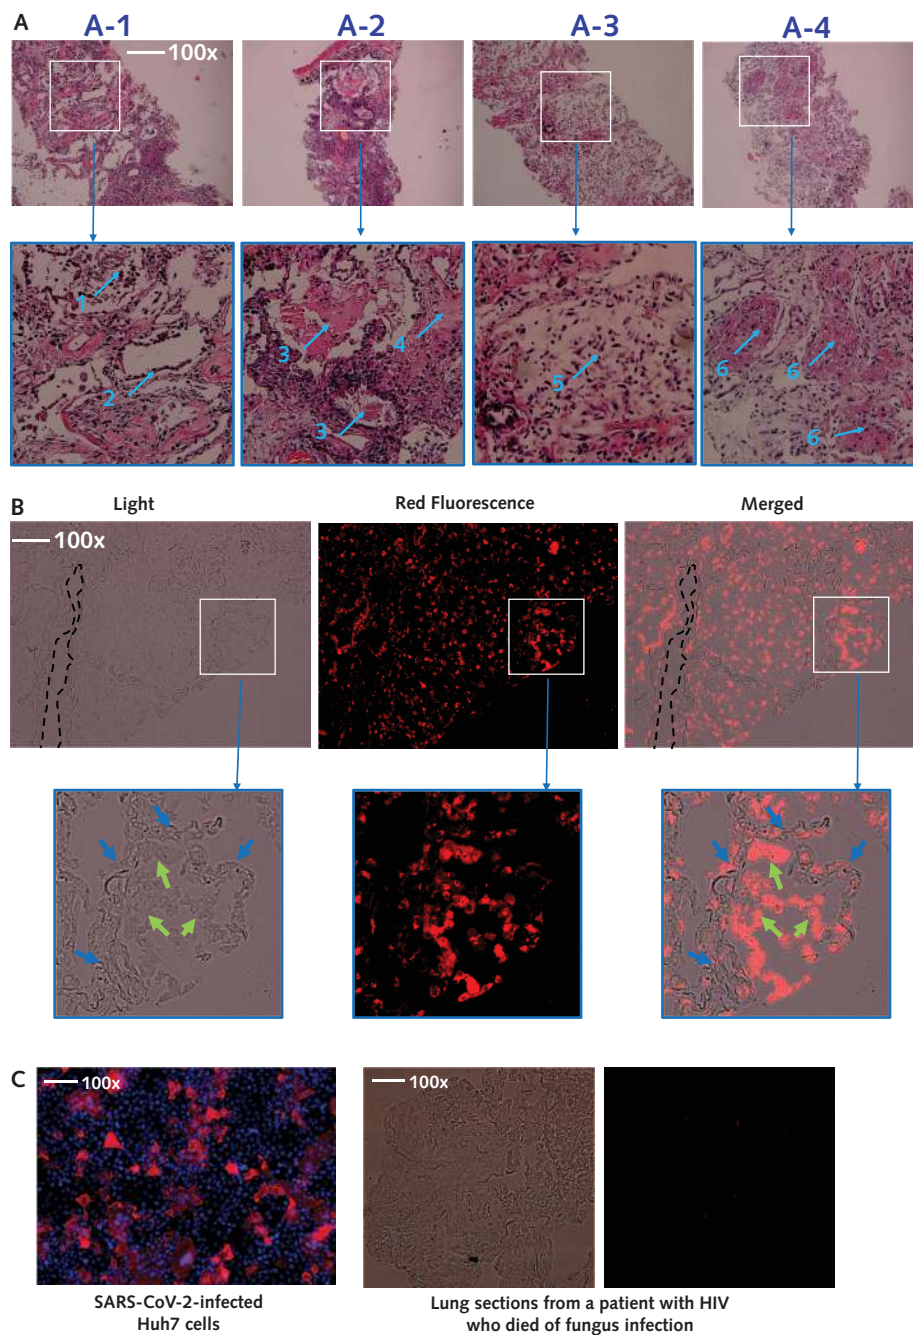 A
A-1
A-2
A-3
A-4
100x
1
2
3
4
3
5
6
6
6
B
Light
Red Fluorescence
Merged
100x
C
100x
100x
SARS-CoV-2-infected
Huh7 cells
Lung sections from a patient with HIV
who died of fungus infection